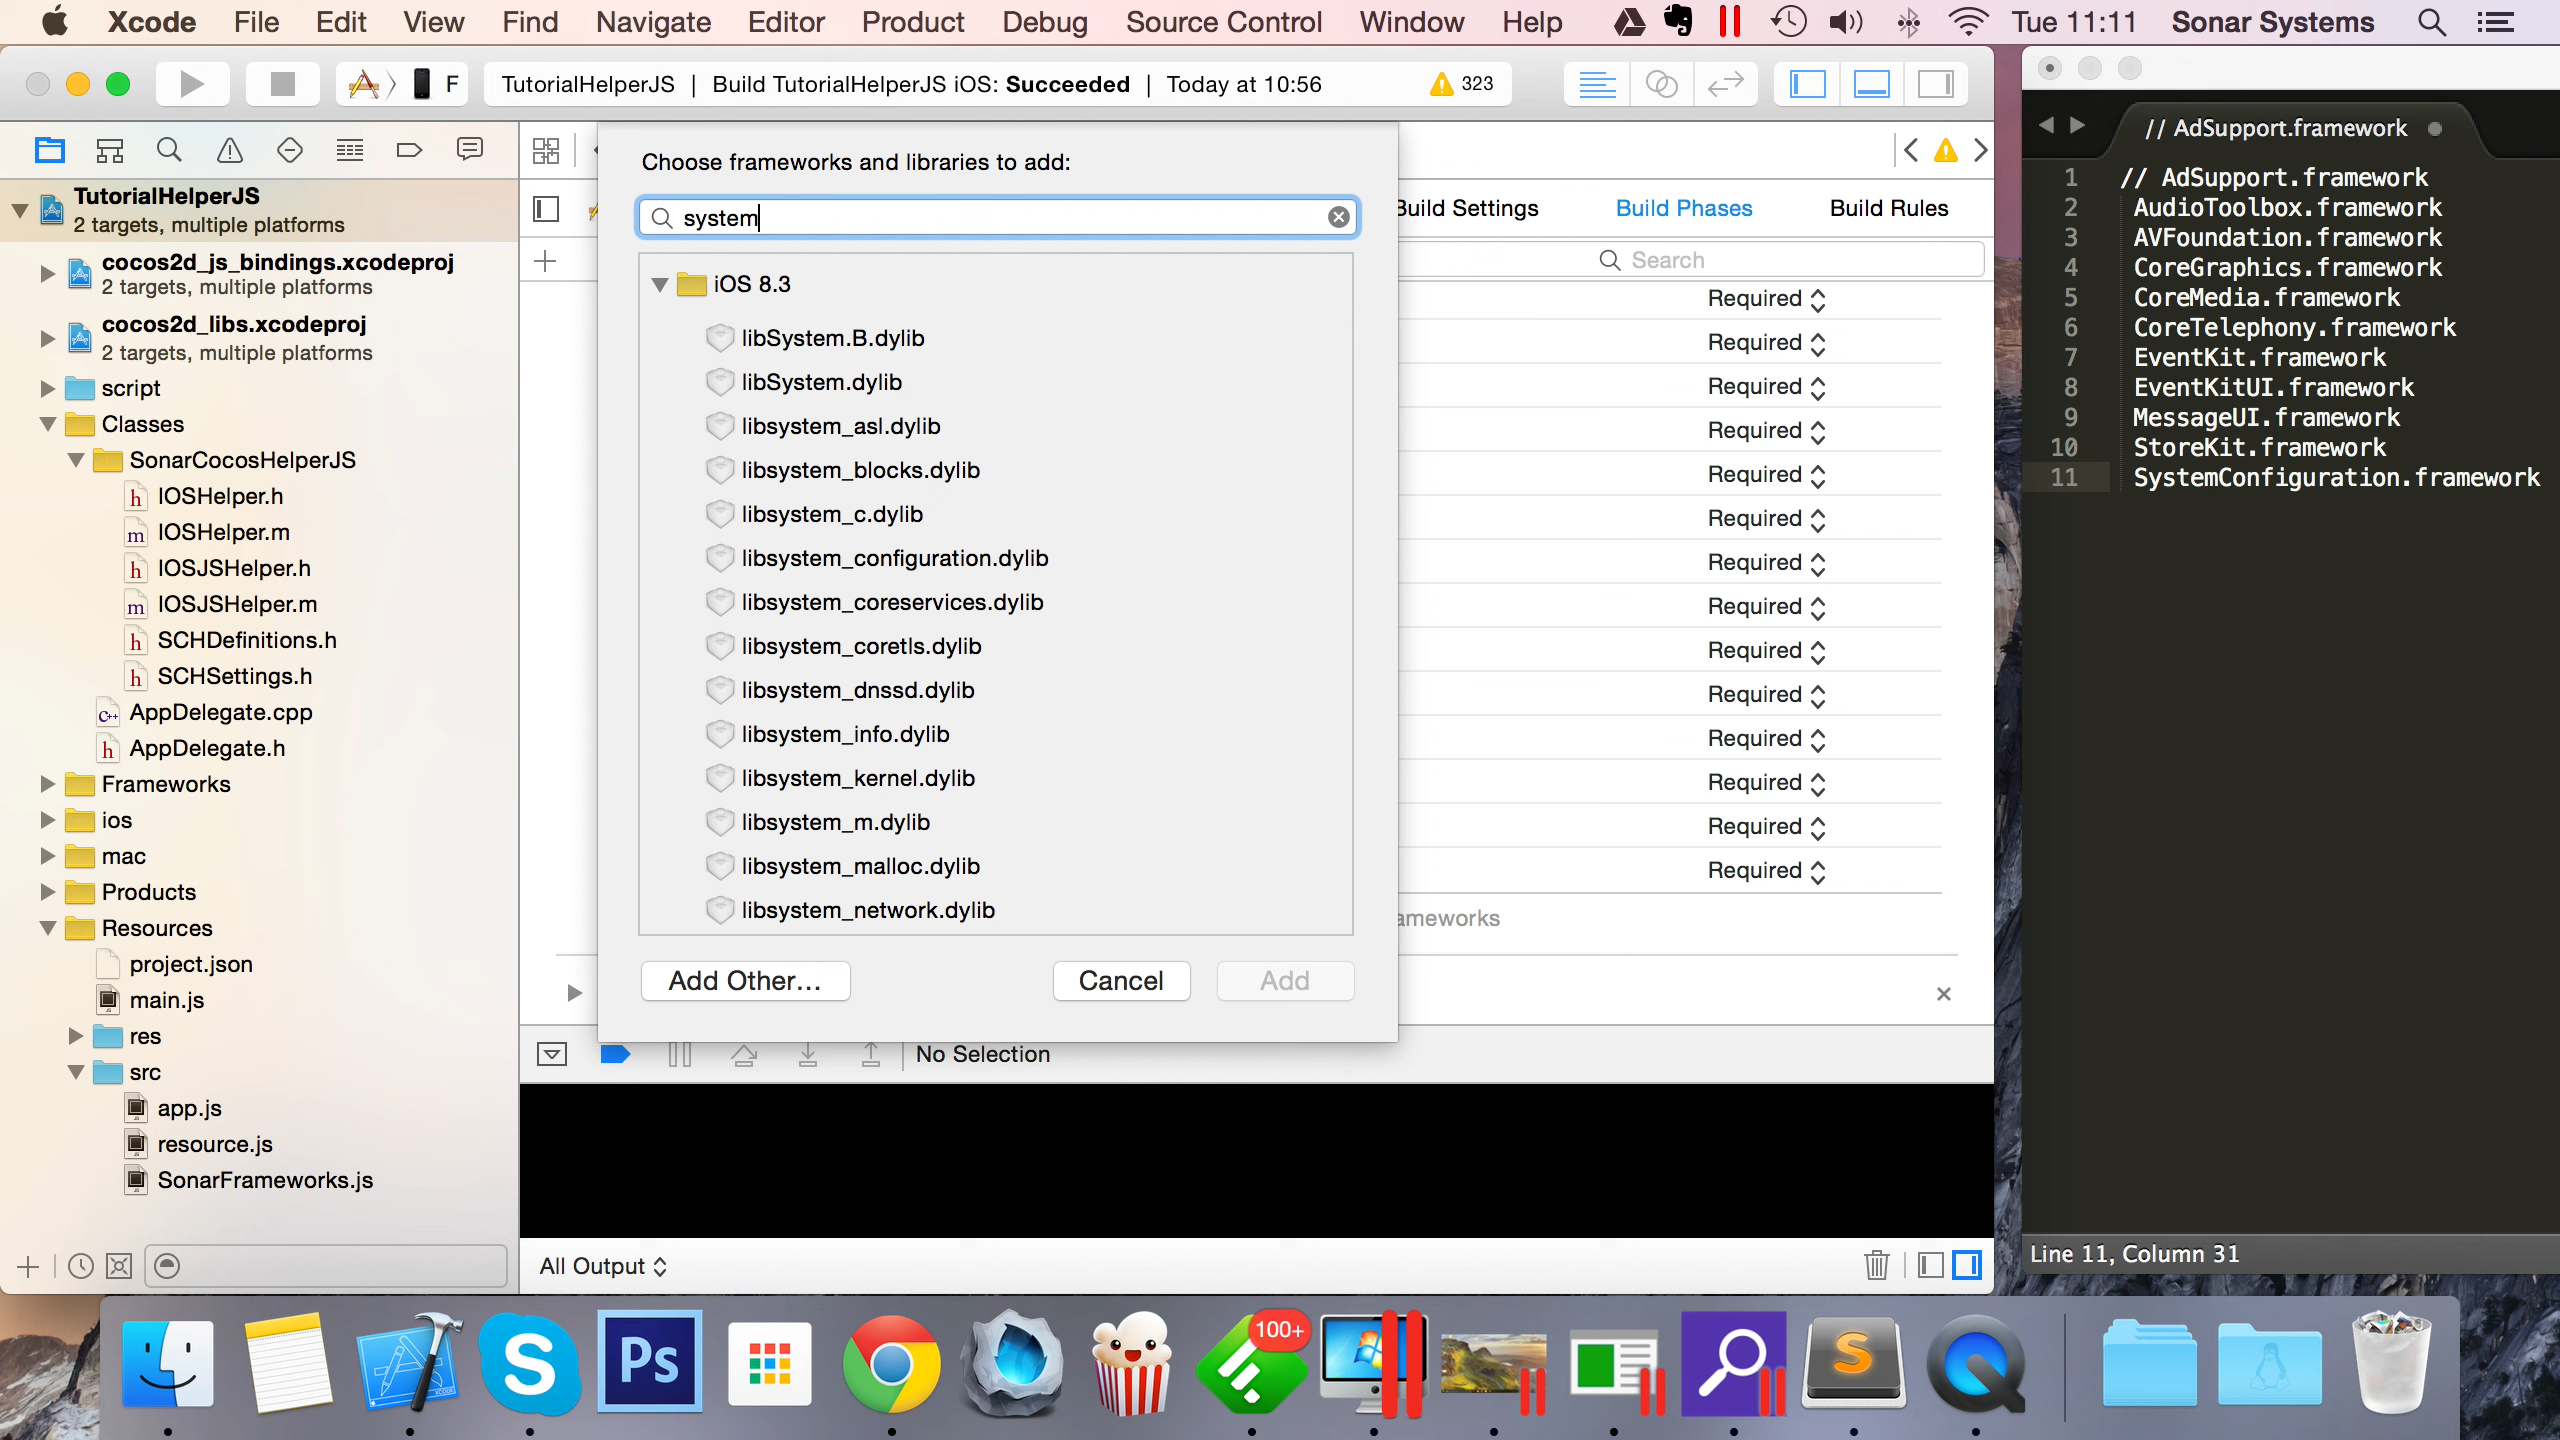 Xcode File Edit View Find Navigate Editor Product Debug Source Control Window Help Tue 11:11 Sonar Systems
F TutorialHelperJS | Build TutorialHelperJS iOS: Succeeded | Today at 10:56 323
TutorialHelperJS
2 targets, multiple platforms
cocos2d_js_bindings.xcodeproj
2 targets, multiple platforms
cocos2d_libs.xcodeproj
2 targets, multiple platforms
script
Classes
SonarCocosHelperJS
h IOSHelper.h
m IOSHelper.m
h IOSJSHelper.h
m IOSJSHelper.m
h SCHDefinitions.h
h SCHSettings.h
C++ AppDelegate.cpp
h AppDelegate.h
Frameworks
ios
mac
Products
Resources
project.json
main.js
res
src
app.js
resource.js
SonarFrameworks.js
Choose frameworks and libraries to add:
system
iOS 8.3
libSystem.B.dylib
libSystem.dylib
libsystem_asl.dylib
libsystem_blocks.dylib
libsystem_c.dylib
libsystem_configuration.dylib
libsystem_coreservices.dylib
libsystem_coretls.dylib
libsystem_dnssd.dylib
libsystem_info.dylib
libsystem_kernel.dylib
libsystem_m.dylib
libsystem_malloc.dylib
libsystem_network.dylib
Add Other... Cancel Add
Build Settings Build Phases Build Rules
Search
Required
Required
Required
Required
Required
Required
Required
Required
Required
Required
Required
Required
Required
Required
ameworks
No Selection
All Output
// AdSupport.framework
1 // AdSupport.framework
2 AudioToolbox.framework
3 AVFoundation.framework
4 CoreGraphics.framework
5 CoreMedia.framework
6 CoreTelephony.framework
7 EventKit.framework
8 EventKitUI.framework
9 MessageUI.framework
10 StoreKit.framework
11 SystemConfiguration.framework
Line 11, Column 31
S Ps 100+ S